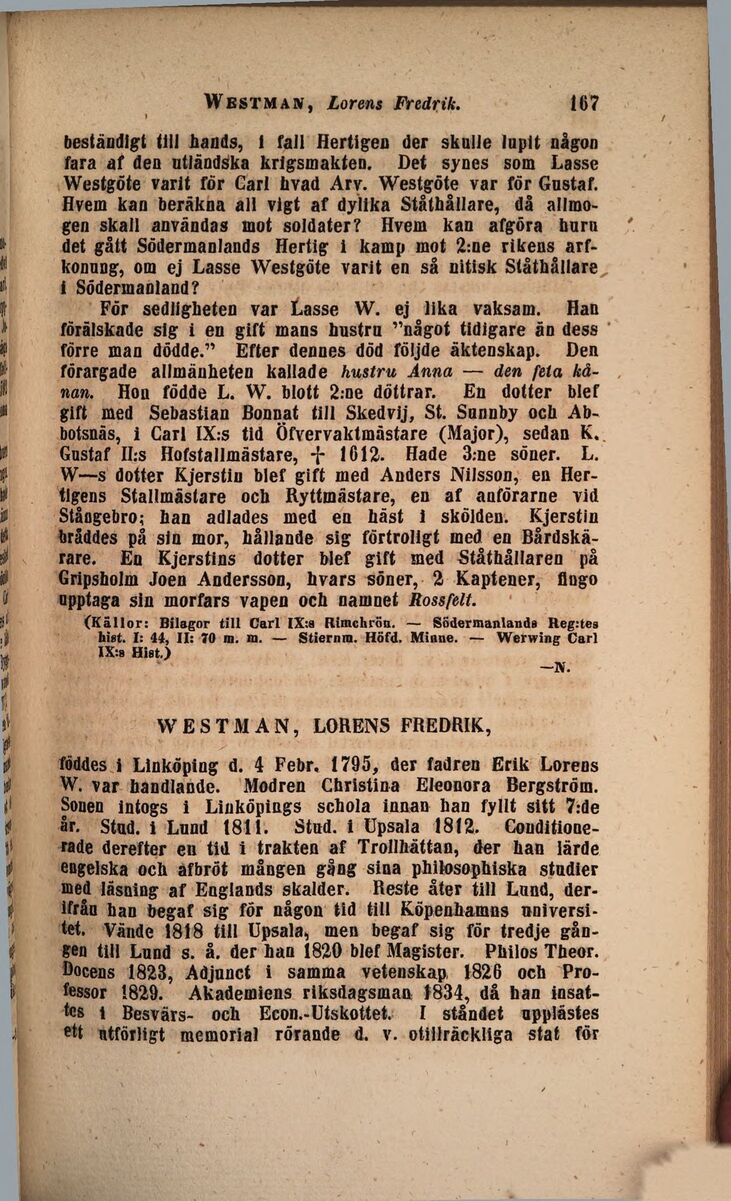 WESTMAN, Lorens Fredrik. 167
beständigt till hands, i fall Hertigen der skulle lupit någon
fara af den utländska krigsmakten. Det synes som Lasse
Westgöte varit för Carl hvad Arv. Westgöte var för Gustaf.
Hvem kan beräkna all vigt af dylika Ståthållare, då allmo-
gen skall användas mot soldater? Hvem kan afgöra huru
det gått Södermanlands Hertig i kamp mot 2:ne rikens arf-
konung, om ej Lasse Westgöte varit en så nitisk Ståthållare
i Södermanland?
För sedligheten var Lasse W. ej lika vaksam. Han
förälskade sig i en gift mans hustru "något tidigare än dess
förre man dödde." Efter dennes död följde äktenskap. Den
förargade allmänheten kallade hustru Anna — den feta kå-
nan. Hon födde L. W. blott 2:ne döttrar. En dotter blef
gift med Sebastian Bonnat till Skedvij, St. Sunnby och Ab-
botsnäs, i Carl IX:s tid Öfvervaktmästare (Major), sedan K.
Gustaf II:s Hofstallmästare, † 1612. Hade 3:ne söner. L.
W—s dotter Kjerstin blef gift med Anders Nilsson, en Her-
tigens Stallmästare och Ryttmästare, en af anförarne vid
Stångebro; han adlades med en häst i skölden. Kjerstin
bråddes på sin mor, hållande sig förtroligt med en Bårdskä-
rare. En Kjerstins dotter blef gift med Ståthållaren på
Gripsholm Joen Andersson, hvars söner, 2 Kaptener, fingo
upptaga sin morfars vapen och namnet Rossfelt.
(Källor: Bilagor till Carl IX:s Rimchrön. — Södermanlands Reg:tes
hist. I: 44, II: 70 m. m. — Stiernm. Höfd. Minne. — Werwing Carl
IX:s Hist.)
—N.
WESTMAN, LORENS FREDRIK,
föddes i Linköping d. 4 Febr. 1795, der fadren Erik Lorens
W. var handlande. Modren Christina Eleonora Bergström.
Sonen intogs i Linköpings schola innan han fyllt sitt 7:de
år. Stud. i Lund 1811. Stud. i Upsala 1812. Conditione-
rade derefter en tid i trakten af Trollhättan, der han lärde
engelska och afbröt mången gång sina philosophiska studier
med läsning af Englands skalder. Reste åter till Lund, der-
ifrån han begaf sig för någon tid till Köpenhamns universi-
tet. Vände 1818 till Upsala, men begaf sig för tredje gån-
gen till Lund s. å. der han 1820 blef Magister. Philos Theor.
Docens 1823, Adjunct i samma vetenskap 1826 och Pro-
fessor 1829. Akademiens riksdagsman 1834, då han insat-
tes i Besvärs- och Econ.-Utskottet. I ståndet upplästes
ett utförligt memorial rörande d. v. otillräckliga stat för